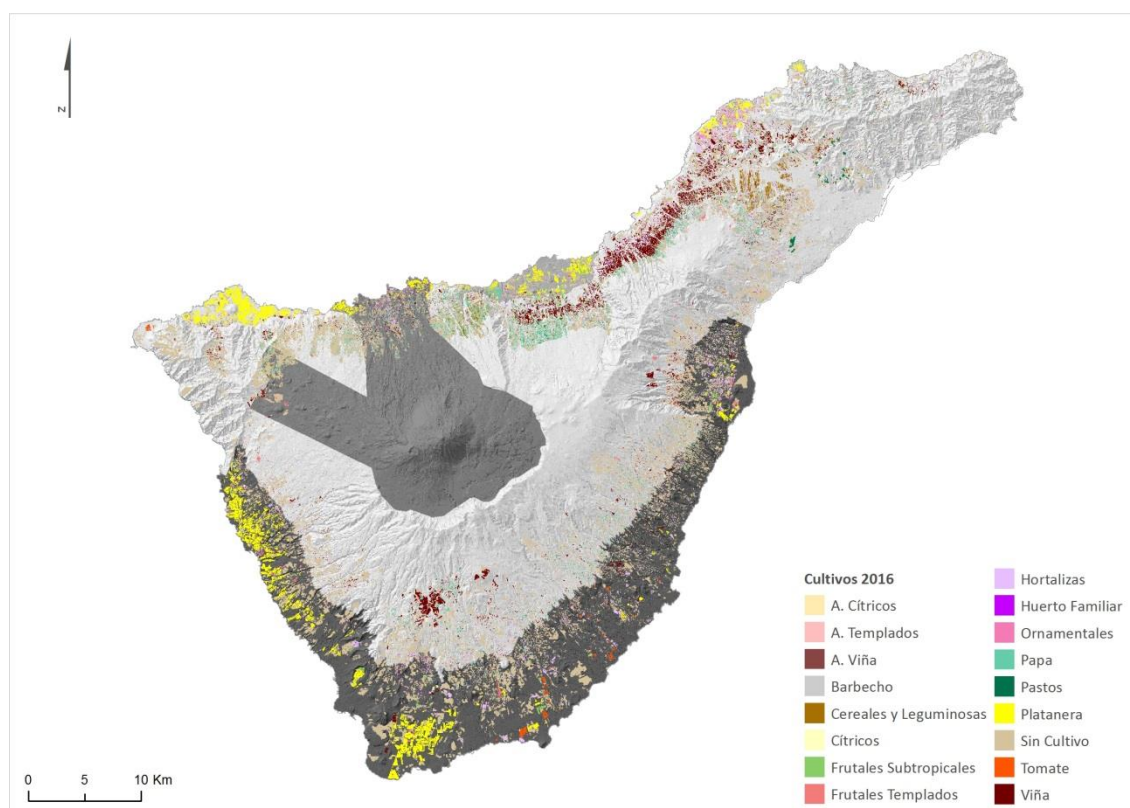 N
Cultivos 2016
A. Cítricos
A. Templados
A. Viña
Barbecho
Cereales y Leguminosas
Cítricos
Frutales Subtropicales
Frutales Templados
Hortalizas
Huerto Familiar
Ornamentales
Papa
Pastos
Platanera
Sin Cultivo
Tomate
Viña
0 5 10 Km